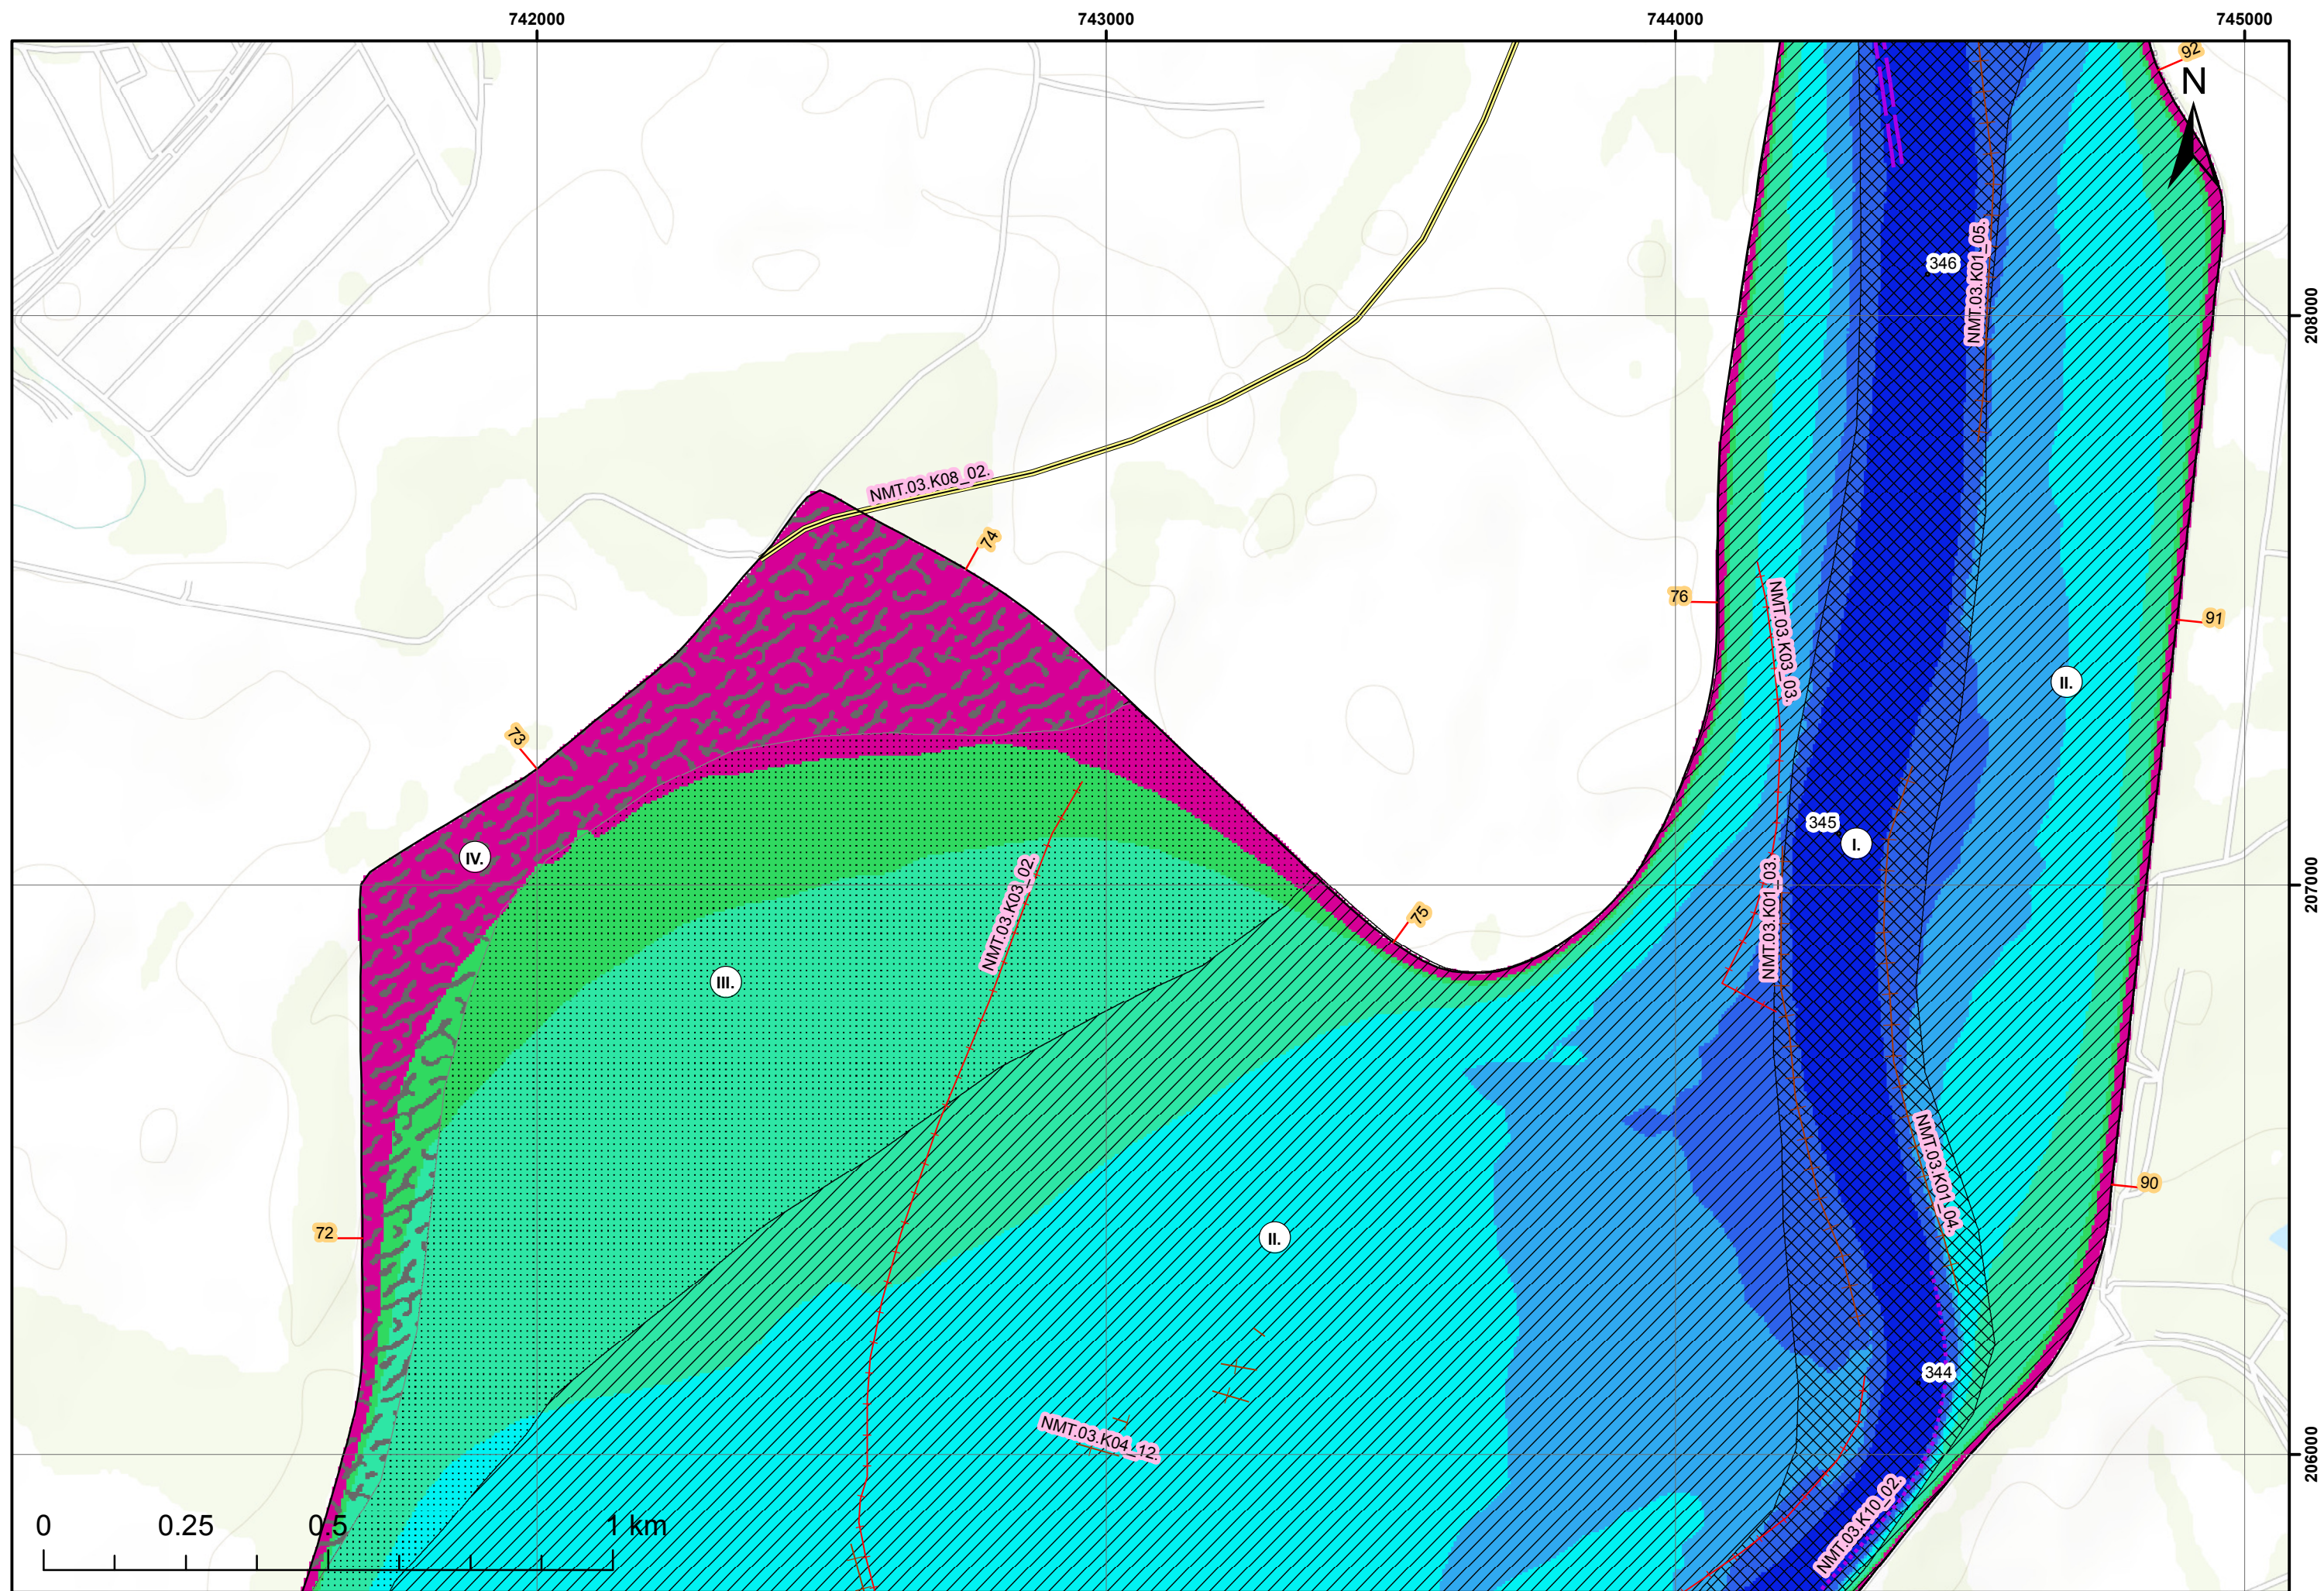 742000
743000
744000
745000
92
N
208000
346
NMT.03.K01_05.
NMT.03.K08_02.
74
76
NMT.03.K03_03.
91
II.
73
345
I.
IV.
207000
NMT.03.K03_02.
75
NMT.03.K01_03.
III.
NMT.03.K01_04.
90
72
II.
344
NMT.03.K04_12.
206000
NMT.03.K10_02.
0 0.25 0.5 1 km